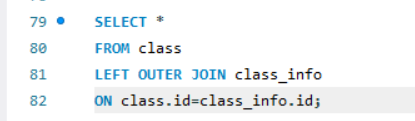 79 SELECT *
80 FROM class
81 LEFT OUTER JOIN class_info
82 ON class.id=class_info.id;